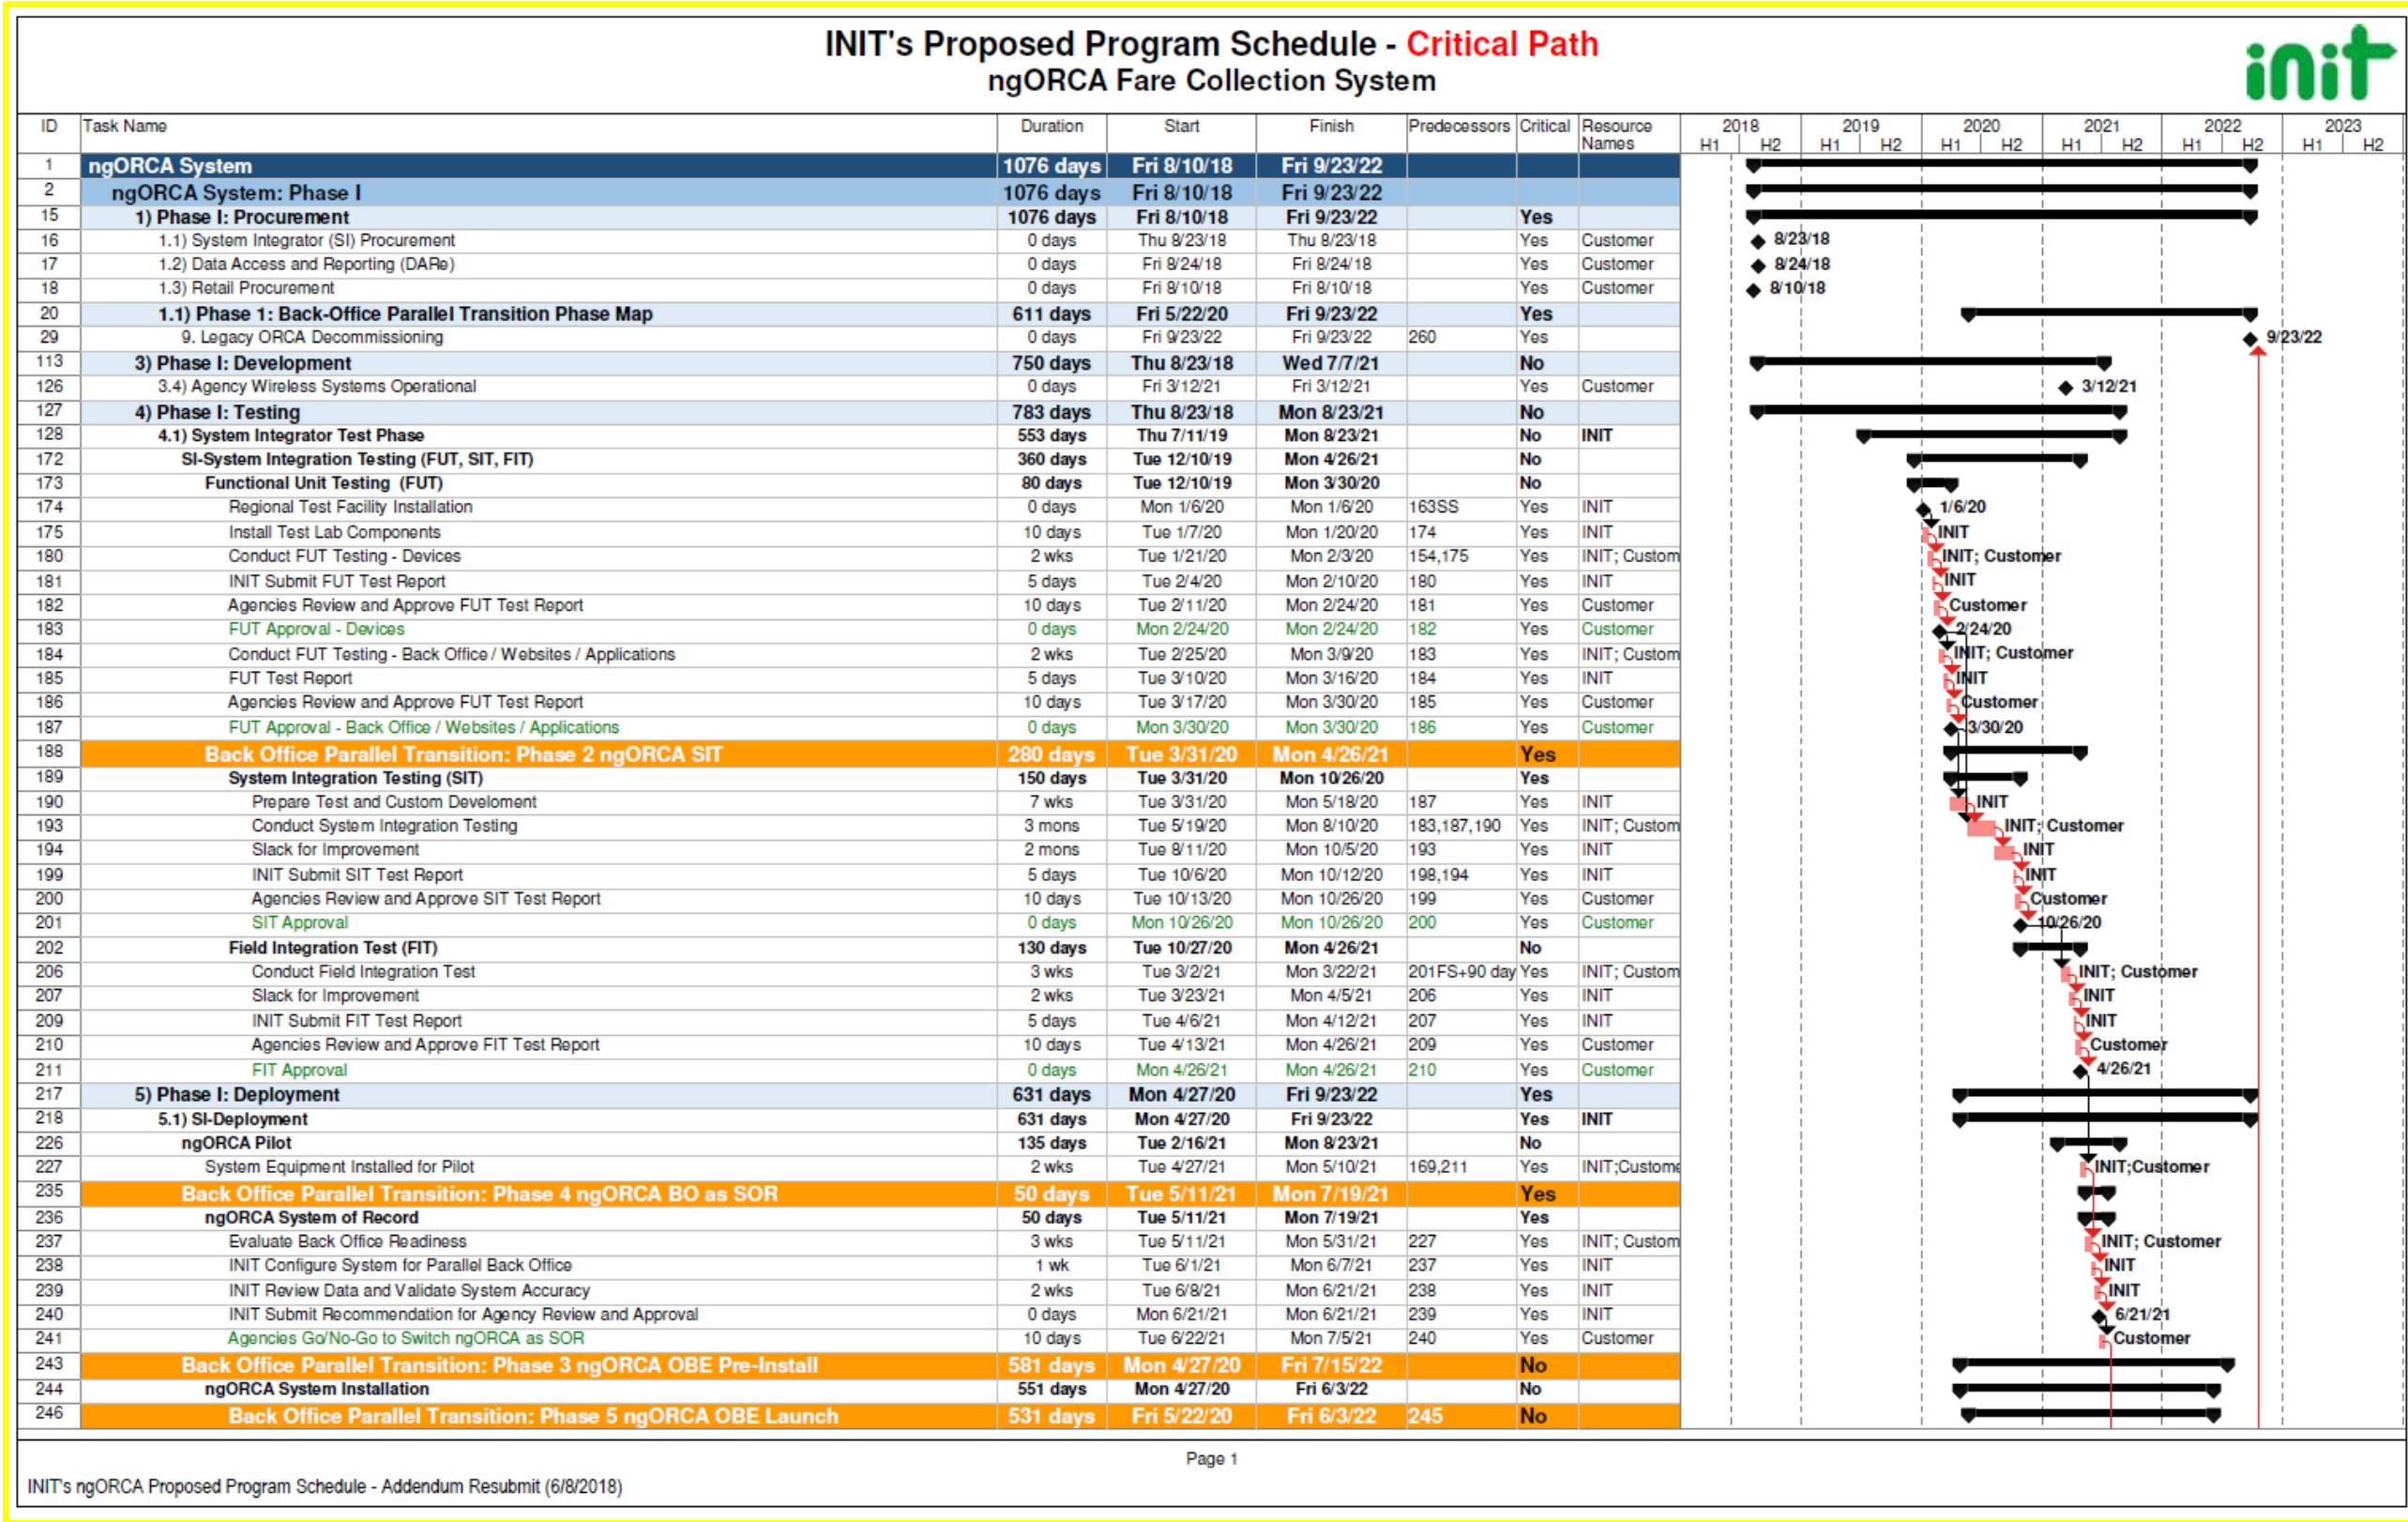 INIT's Proposed Program Schedule - Critical Path
ngORCA Fare Collection System
init
ID Task Name Duration Start Finish Predecessors Critical Resource Names 2018 2019 2020 2021 2022 2023
H1 H2 H1 H2 H1 H2 H1 H2 H1 H2 H1 H2
1 ngORCA System 1076 days Fri 8/10/18 Fri 9/23/22
2 ngORCA System: Phase I 1076 days Fri 8/10/18 Fri 9/23/22
15 1) Phase I: Procurement 1076 days Fri 8/10/18 Fri 9/23/22 Yes
16 1.1) System Integrator (SI) Procurement 0 days Thu 8/23/18 Thu 8/23/18 Yes Customer 8/23/18
17 1.2) Data Access and Reporting (DARe) 0 days Fri 8/24/18 Fri 8/24/18 Yes Customer 8/24/18
18 1.3) Retail Procurement 0 days Fri 8/10/18 Fri 8/10/18 Yes Customer 8/10/18
20 1.1) Phase 1: Back-Office Parallel Transition Phase Map 611 days Fri 5/22/20 Fri 9/23/22 Yes
29 9. Legacy ORCA Decommissioning 0 days Fri 9/23/22 Fri 9/23/22 260 Yes 9/23/22
113 3) Phase I: Development 750 days Thu 8/23/18 Wed 7/7/21 No
126 3.4) Agency Wireless Systems Operational 0 days Fri 3/12/21 Fri 3/12/21 Yes Customer 3/12/21
127 4) Phase I: Testing 783 days Thu 8/23/18 Mon 8/23/21 No
128 4.1) System Integrator Test Phase 553 days Thu 7/11/19 Mon 8/23/21 No INIT
172 SI-System Integration Testing (FUT, SIT, FIT) 360 days Tue 12/10/19 Mon 4/26/21 No
173 Functional Unit Testing (FUT) 80 days Tue 12/10/19 Mon 3/30/20 No
174 Regional Test Facility Installation 0 days Mon 1/6/20 Mon 1/6/20 163SS Yes INIT 1/6/20
175 Install Test Lab Components 10 days Tue 1/7/20 Mon 1/20/20 174 Yes INIT INIT
180 Conduct FUT Testing - Devices 2 wks Tue 1/21/20 Mon 2/3/20 154,175 Yes INIT; Custom INIT; Customer
181 INIT Submit FUT Test Report 5 days Tue 2/4/20 Mon 2/10/20 180 Yes INIT INIT
182 Agencies Review and Approve FUT Test Report 10 days Tue 2/11/20 Mon 2/24/20 181 Yes Customer Customer
183 FUT Approval - Devices 0 days Mon 2/24/20 Mon 2/24/20 182 Yes Customer 2/24/20
184 Conduct FUT Testing - Back Office / Websites / Applications 2 wks Tue 2/25/20 Mon 3/9/20 183 Yes INIT; Custom INIT; Customer
185 FUT Test Report 5 days Tue 3/10/20 Mon 3/16/20 184 Yes INIT INIT
186 Agencies Review and Approve FUT Test Report 10 days Tue 3/17/20 Mon 3/30/20 185 Yes Customer Customer
187 FUT Approval - Back Office / Websites / Applications 0 days Mon 3/30/20 Mon 3/30/20 186 Yes Customer 3/30/20
188 Back Office Parallel Transition: Phase 2 ngORCA SIT 280 days Tue 3/31/20 Mon 4/26/21 Yes
189 System Integration Testing (SIT) 150 days Tue 3/31/20 Mon 10/26/20 Yes
190 Prepare Test and Custom Develoment 7 wks Tue 3/31/20 Mon 5/18/20 187 Yes INIT INIT
193 Conduct System Integration Testing 3 mons Tue 5/19/20 Mon 8/10/20 183,187,190 Yes INIT; Custom INIT; Customer
194 Slack for Improvement 2 mons Tue 8/11/20 Mon 10/5/20 193 Yes INIT INIT
199 INIT Submit SIT Test Report 5 days Tue 10/6/20 Mon 10/12/20 198,194 Yes INIT INIT
200 Agencies Review and Approve SIT Test Report 10 days Tue 10/13/20 Mon 10/26/20 199 Yes Customer Customer
201 SIT Approval 0 days Mon 10/26/20 Mon 10/26/20 200 Yes Customer 10/26/20
202 Field Integration Test (FIT) 130 days Tue 10/27/20 Mon 4/26/21 No
206 Conduct Field Integration Test 3 wks Tue 3/2/21 Mon 3/22/21 201FS+90 day Yes INIT; Custom INIT; Customer
207 Slack for Improvement 2 wks Tue 3/23/21 Mon 4/5/21 206 Yes INIT INIT
209 INIT Submit FIT Test Report 5 days Tue 4/6/21 Mon 4/12/21 207 Yes INIT INIT
210 Agencies Review and Approve FIT Test Report 10 days Tue 4/13/21 Mon 4/26/21 209 Yes Customer Customer
211 FIT Approval 0 days Mon 4/26/21 Mon 4/26/21 210 Yes Customer 4/26/21
217 5) Phase I: Deployment 631 days Mon 4/27/20 Fri 9/23/22 Yes
218 5.1) SI-Deployment 631 days Mon 4/27/20 Fri 9/23/22 Yes INIT
226 ngORCA Pilot 135 days Tue 2/16/21 Mon 8/23/21 No
227 System Equipment Installed for Pilot 2 wks Tue 4/27/21 Mon 5/10/21 169,211 Yes INIT;Custome INIT;Customer
235 Back Office Parallel Transition: Phase 4 ngORCA BO as SOR 50 days Tue 5/11/21 Mon 7/19/21 Yes
236 ngORCA System of Record 50 days Tue 5/11/21 Mon 7/19/21 Yes
237 Evaluate Back Office Readiness 3 wks Tue 5/11/21 Mon 5/31/21 227 Yes INIT; Custom INIT; Customer
238 INIT Configure System for Parallel Back Office 1 wk Tue 6/1/21 Mon 6/7/21 237 Yes INIT INIT
239 INIT Review Data and Validate System Accuracy 2 wks Tue 6/8/21 Mon 6/21/21 238 Yes INIT INIT
240 INIT Submit Recommendation for Agency Review and Approval 0 days Mon 6/21/21 Mon 6/21/21 239 Yes INIT 6/21/21
241 Agencies Go/No-Go to Switch ngORCA as SOR 10 days Tue 6/22/21 Mon 7/5/21 240 Yes Customer Customer
243 Back Office Parallel Transition: Phase 3 ngORCA OBE Pre-Install 581 days Mon 4/27/20 Fri 7/15/22 No
244 ngORCA System Installation 551 days Mon 4/27/20 Fri 6/3/22 No
246 Back Office Parallel Transition: Phase 5 ngORCA OBE Launch 531 days Fri 5/22/20 Fri 6/3/22 245 No
Page 1
INIT's ngORCA Proposed Program Schedule - Addendum Resubmit (6/8/2018)